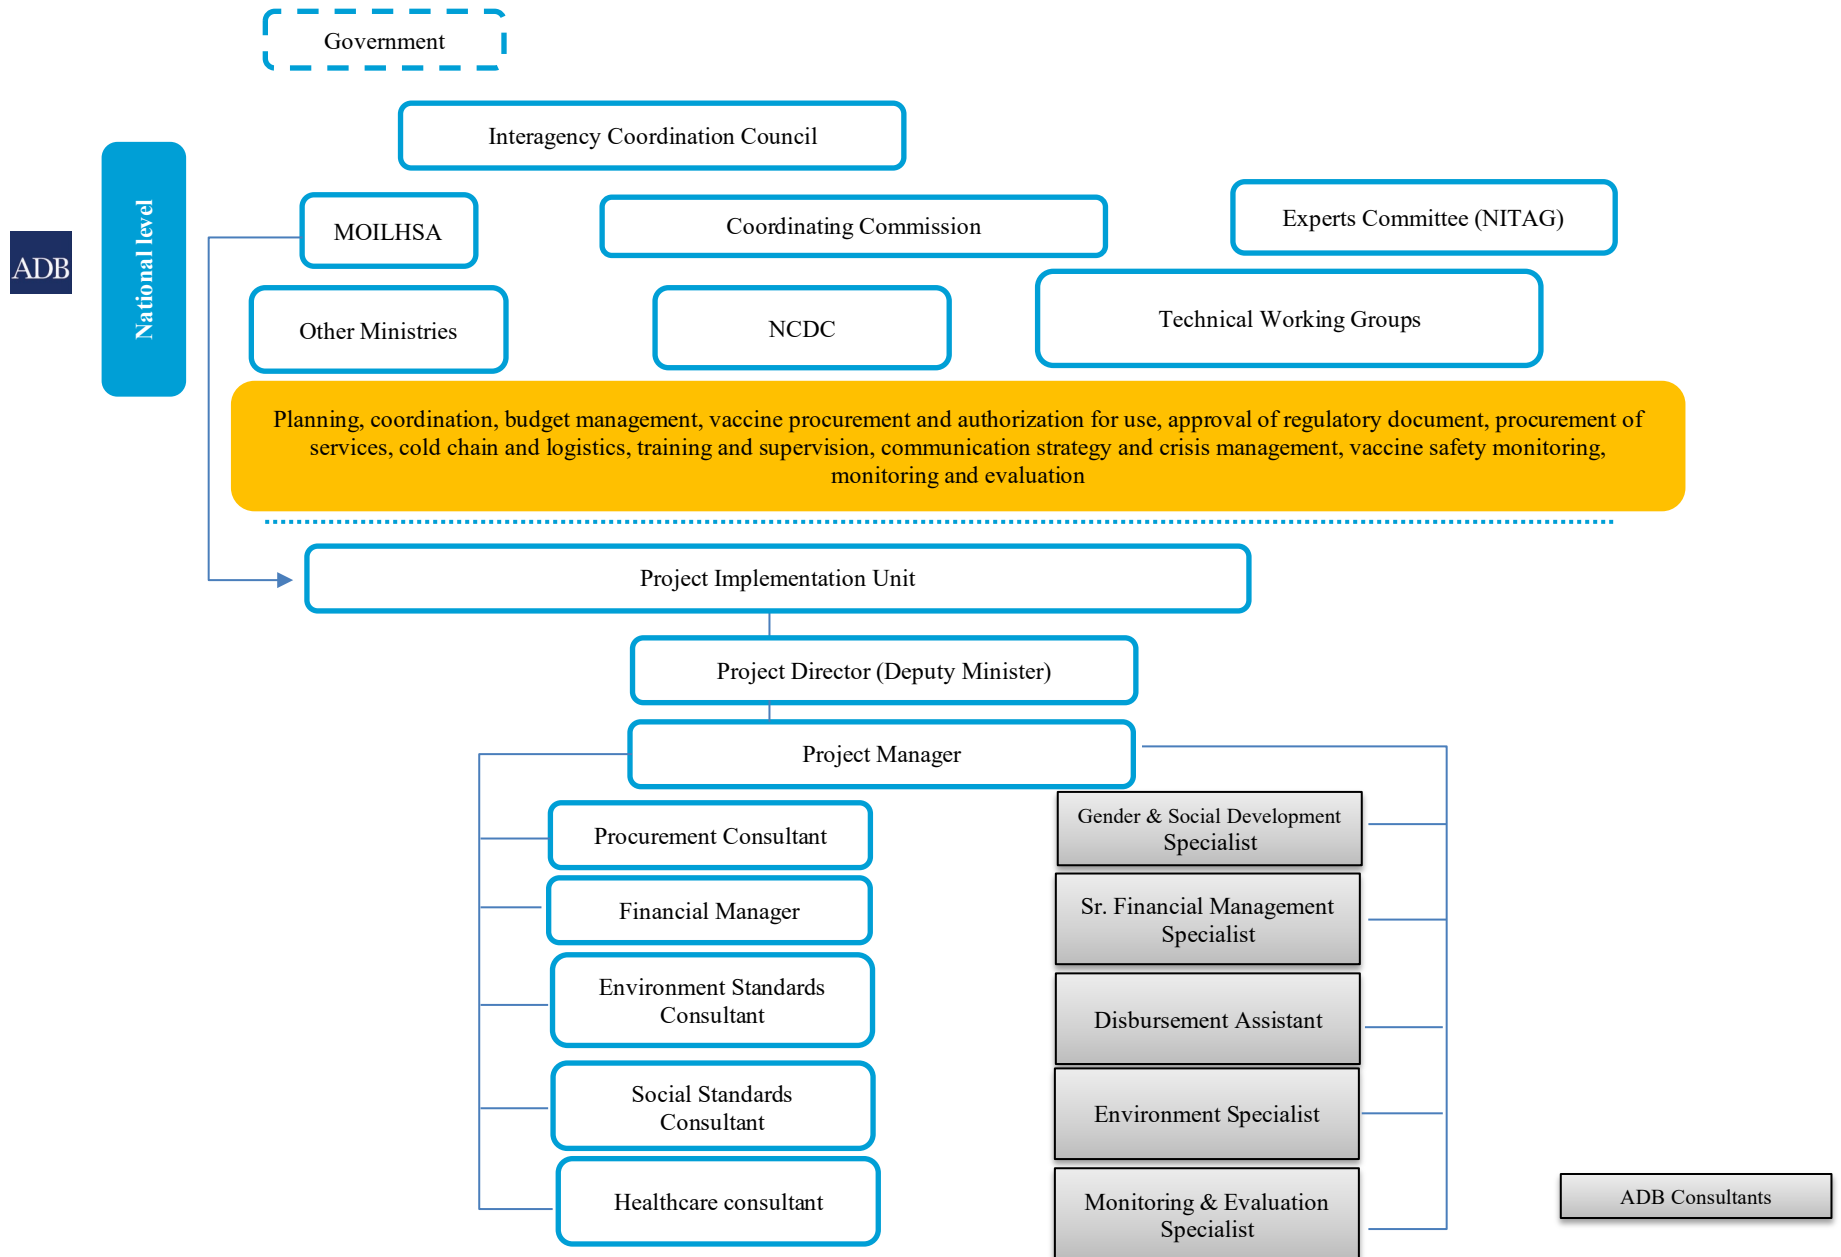 Government
Interagency Coordination Council
National level
ADB
MOILHSA
Coordinating Commission
Experts Committee (NITAG)
Other Ministries
NCDC
Technical Working Groups
Planning, coordination, budget management, vaccine procurement and authorization for use, approval of regulatory document, procurement of
services, cold chain and logistics, training and supervision, communication strategy and crisis management, vaccine safety monitoring,
monitoring and evaluation
Project Implementation Unit
Project Director (Deputy Minister)
Project Manager
Procurement Consultant
Financial Manager
Environment Standards
Consultant
Social Standards
Consultant
Healthcare consultant
Gender & Social Development
Specialist
Sr. Financial Management
Specialist
Disbursement Assistant
Environment Specialist
Monitoring & Evaluation
Specialist
ADB Consultants